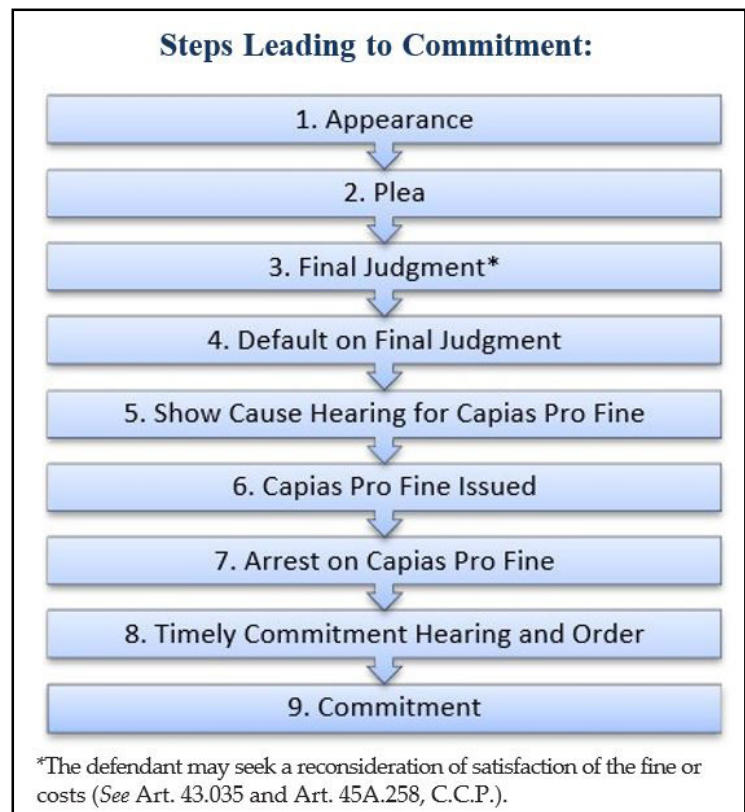 Steps Leading to Commitment:
1. Appearance
2. Plea
3. Final Judgment*
4. Default on Final Judgment
5. Show Cause Hearing for Capias Pro Fine
6. Capias Pro Fine Issued
7. Arrest on Capias Pro Fine
8. Timely Commitment Hearing and Order
9. Commitment
*The defendant may seek a reconsideration of satisfaction of the fine or
costs (See Art. 43.035 and Art. 45A.258, C.C.P.).